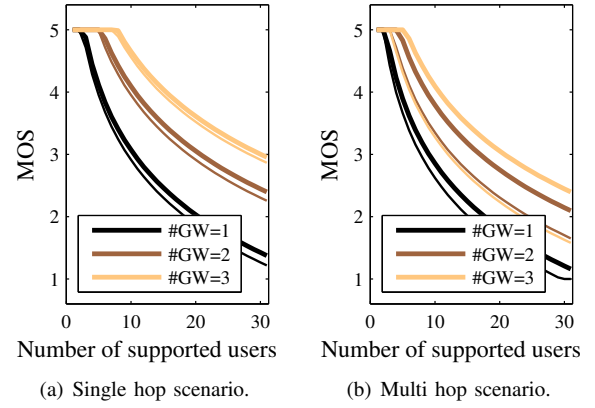 5
4
3
2
1
MOS
#GW=1
#GW=2
#GW=3
0 10 20 30
Number of supported users
(a) Single hop scenario.
5
4
3
2
1
MOS
#GW=1
#GW=2
#GW=3
0 10 20 30
Number of supported users
(b) Multi hop scenario.